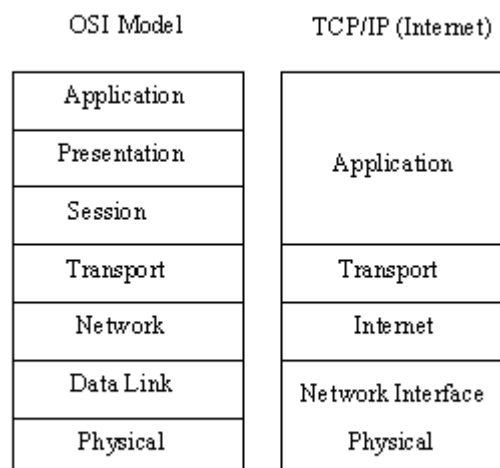 OSI Model
Application
Presentation
Session
Transport
Network
Data Link
Physical
TCP/IP (Internet)
Application
Transport
Internet
Network Interface
Physical